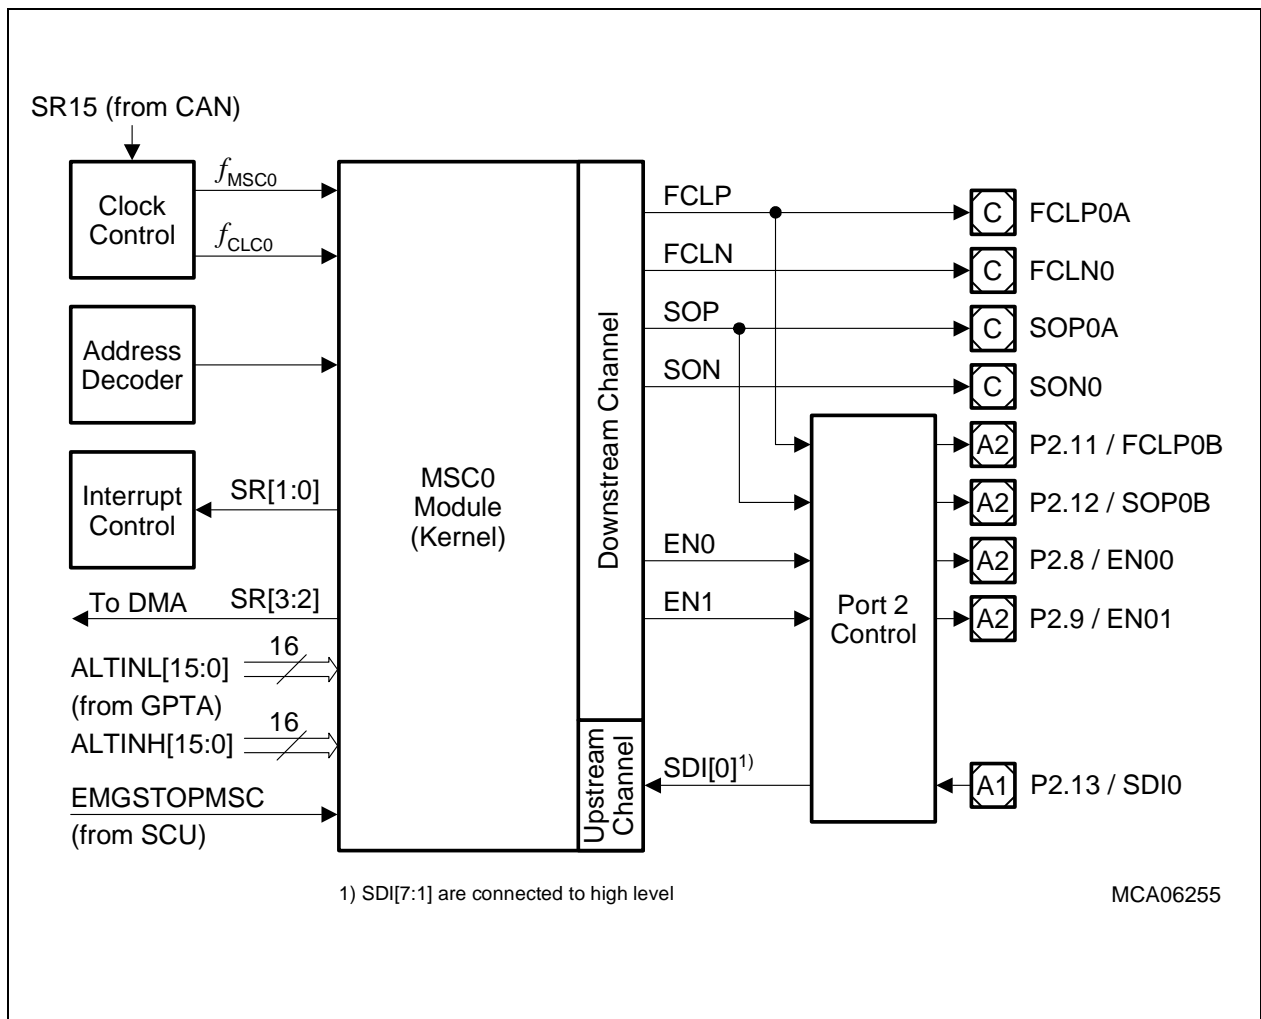 SR15 (from CAN)
Clock
Control
fMSC0
fCLC0
Address
Decoder
Interrupt
Control
SR[1:0]
To DMA
SR[3:2]
16
ALTINL[15:0]
(from GPTA)
16
ALTINH[15:0]
EMGSTOPMSC
(from SCU)
MSC0
Module
(Kernel)
Downstream Channel
Upstream
Channel
FCLP
FCLN
SOP
SON
EN0
EN1
SDI[0]1)
Port 2
Control
C FCLP0A
C FCLN0
C SOP0A
C SON0
A2 P2.11 / FCLP0B
A2 P2.12 / SOP0B
A2 P2.8 / EN00
A2 P2.9 / EN01
A1 P2.13 / SDI0
1) SDI[7:1] are connected to high level
MCA06255